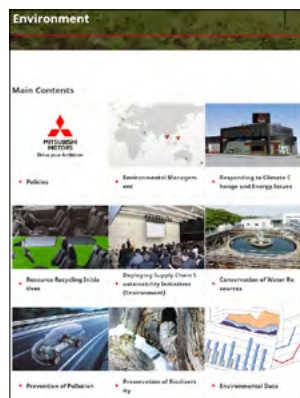 Environment
Main Contents
MITSUBISHI
MOTORS
Drive your Ambition
Policies
Environmental Managem
ent
Responding to Climate C
hange and Energy Issues
Resource Recycling Initia
tives
Deploying Supply Chain S
ustainability Initiatives
(Environment)
Conservation of Water Re
sources
Prevention of Pollution
Preservation of Biodivers
ity
Environmental Data